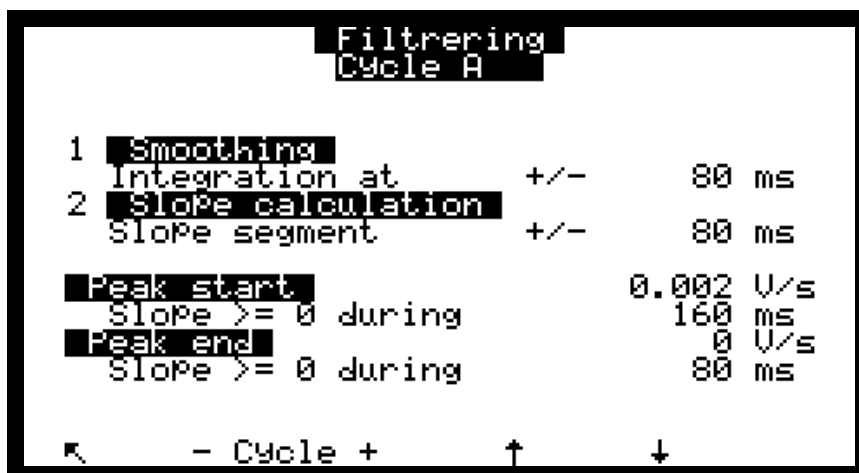 Filtrering
Cycle A
1 Smoothing
Integration at +/- 80 ms
2 Slope calculation
Slope segment +/- 80 ms
Peak start 0.002 V/s
Slope >= 0 during 160 ms
Peak end 0 V/s
Slope >= 0 during 80 ms
↖ - Cycle + ↑ ↓